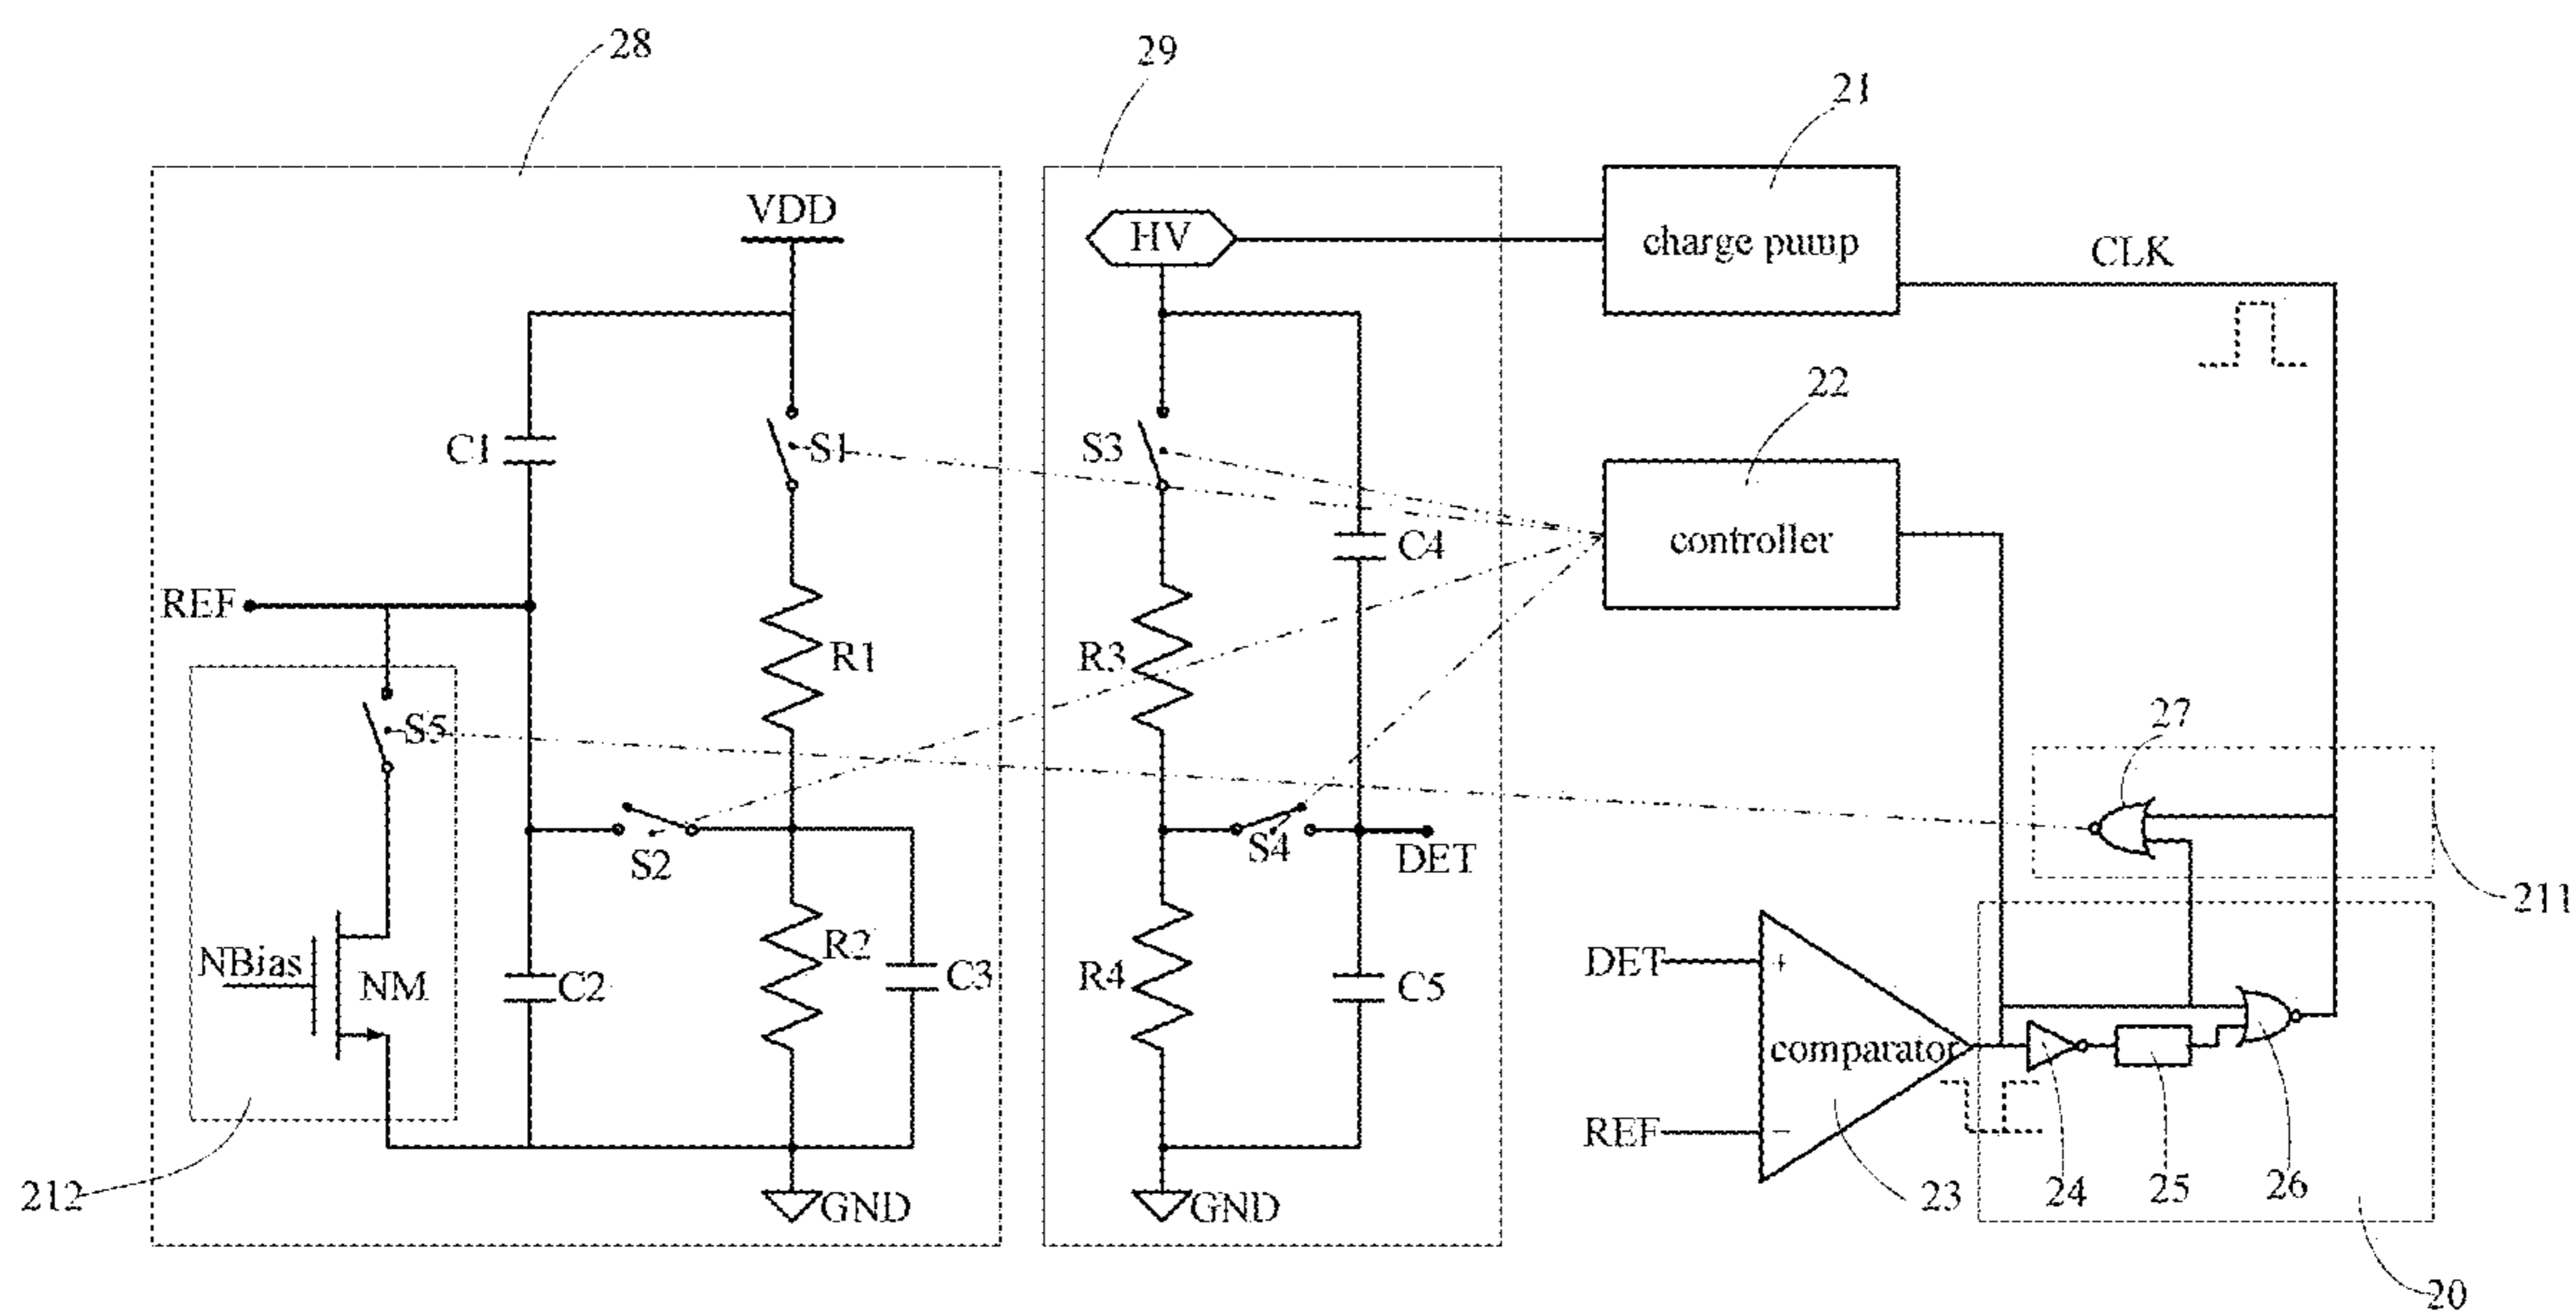 28
29
21
VDD
HV
charge pump
CLK
22
C1
S1
S3
controller
C4
REF
R1
R3
S5
27
S2
S4
DET
211
NBias
NM
C2
R2
C3
R4
C5
DET
+
comparator
REF
−
23
24
25
26
212
GND
GND
20